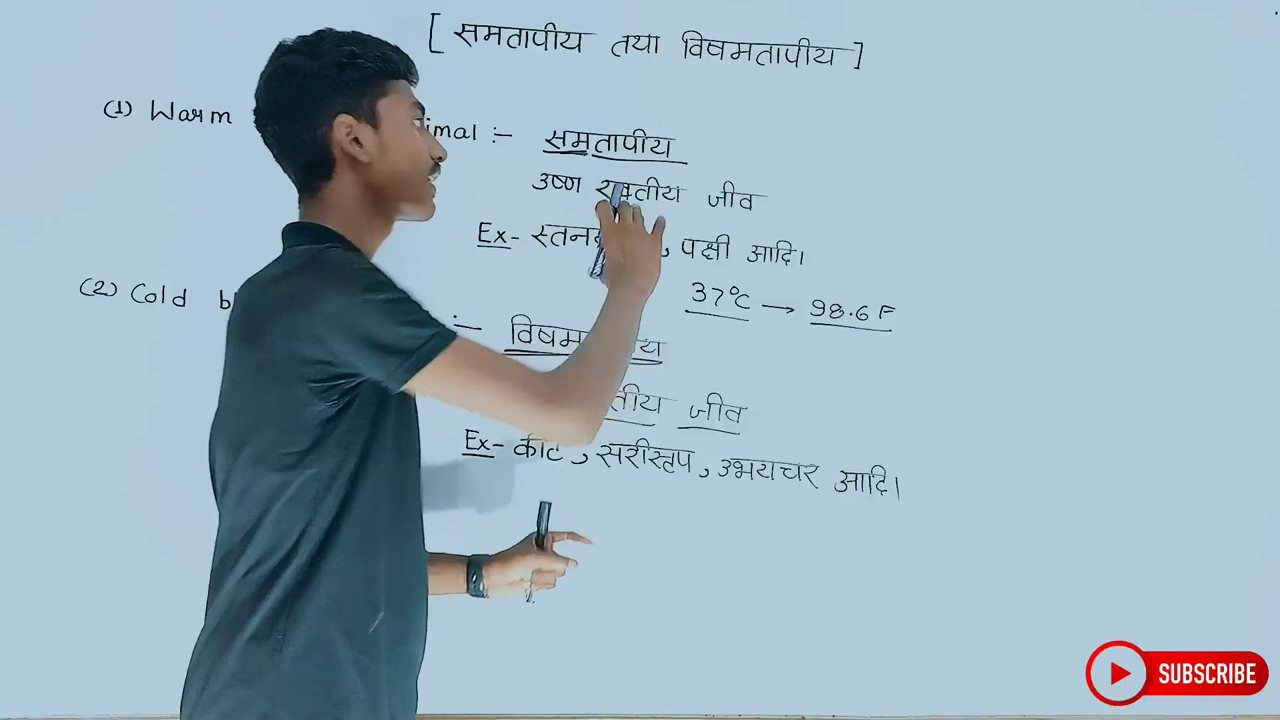 [ समतापीय तथा विषमतापीय ]
(1) Warm imal :- समतापीय
उष्ण रक्तीय जीव
Ex- स्तन , पक्षी आदि।
37°C → 98.6 F
(2) Cold :- विषम
तीय जीव
Ex- कीट , सरीसृप , उभयचर आदि।
SUBSCRIBE